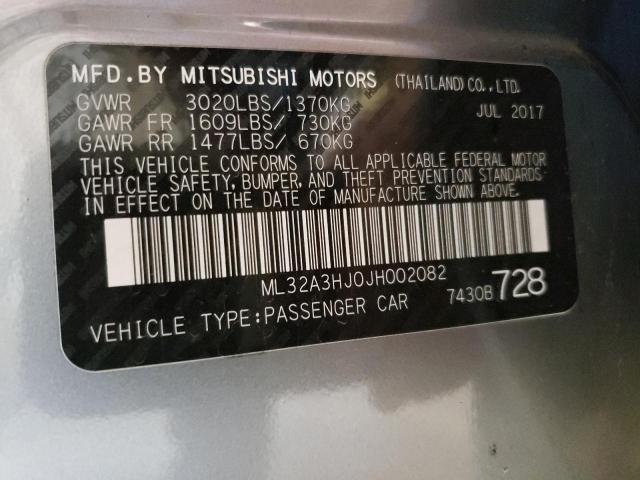 MFD.BY MITSUBISHI MOTORS (THAILAND) CO., LTD.
GVWR 3020LBS/1370KG JUL 2017
GAWR FR 1609LBS/ 730KG
GAWR RR 1477LBS/ 670KG
THIS VEHICLE CONFORMS TO ALL APPLICABLE FEDERAL MOTOR
VEHICLE SAFETY, BUMPER, AND THEFT PREVENTION STANDARDS
IN EFFECT ON THE DATE OF MANUFACTURE SHOWN ABOVE.
ML32A3HJ0JH002082
VEHICLE TYPE:PASSENGER CAR 7430B 728